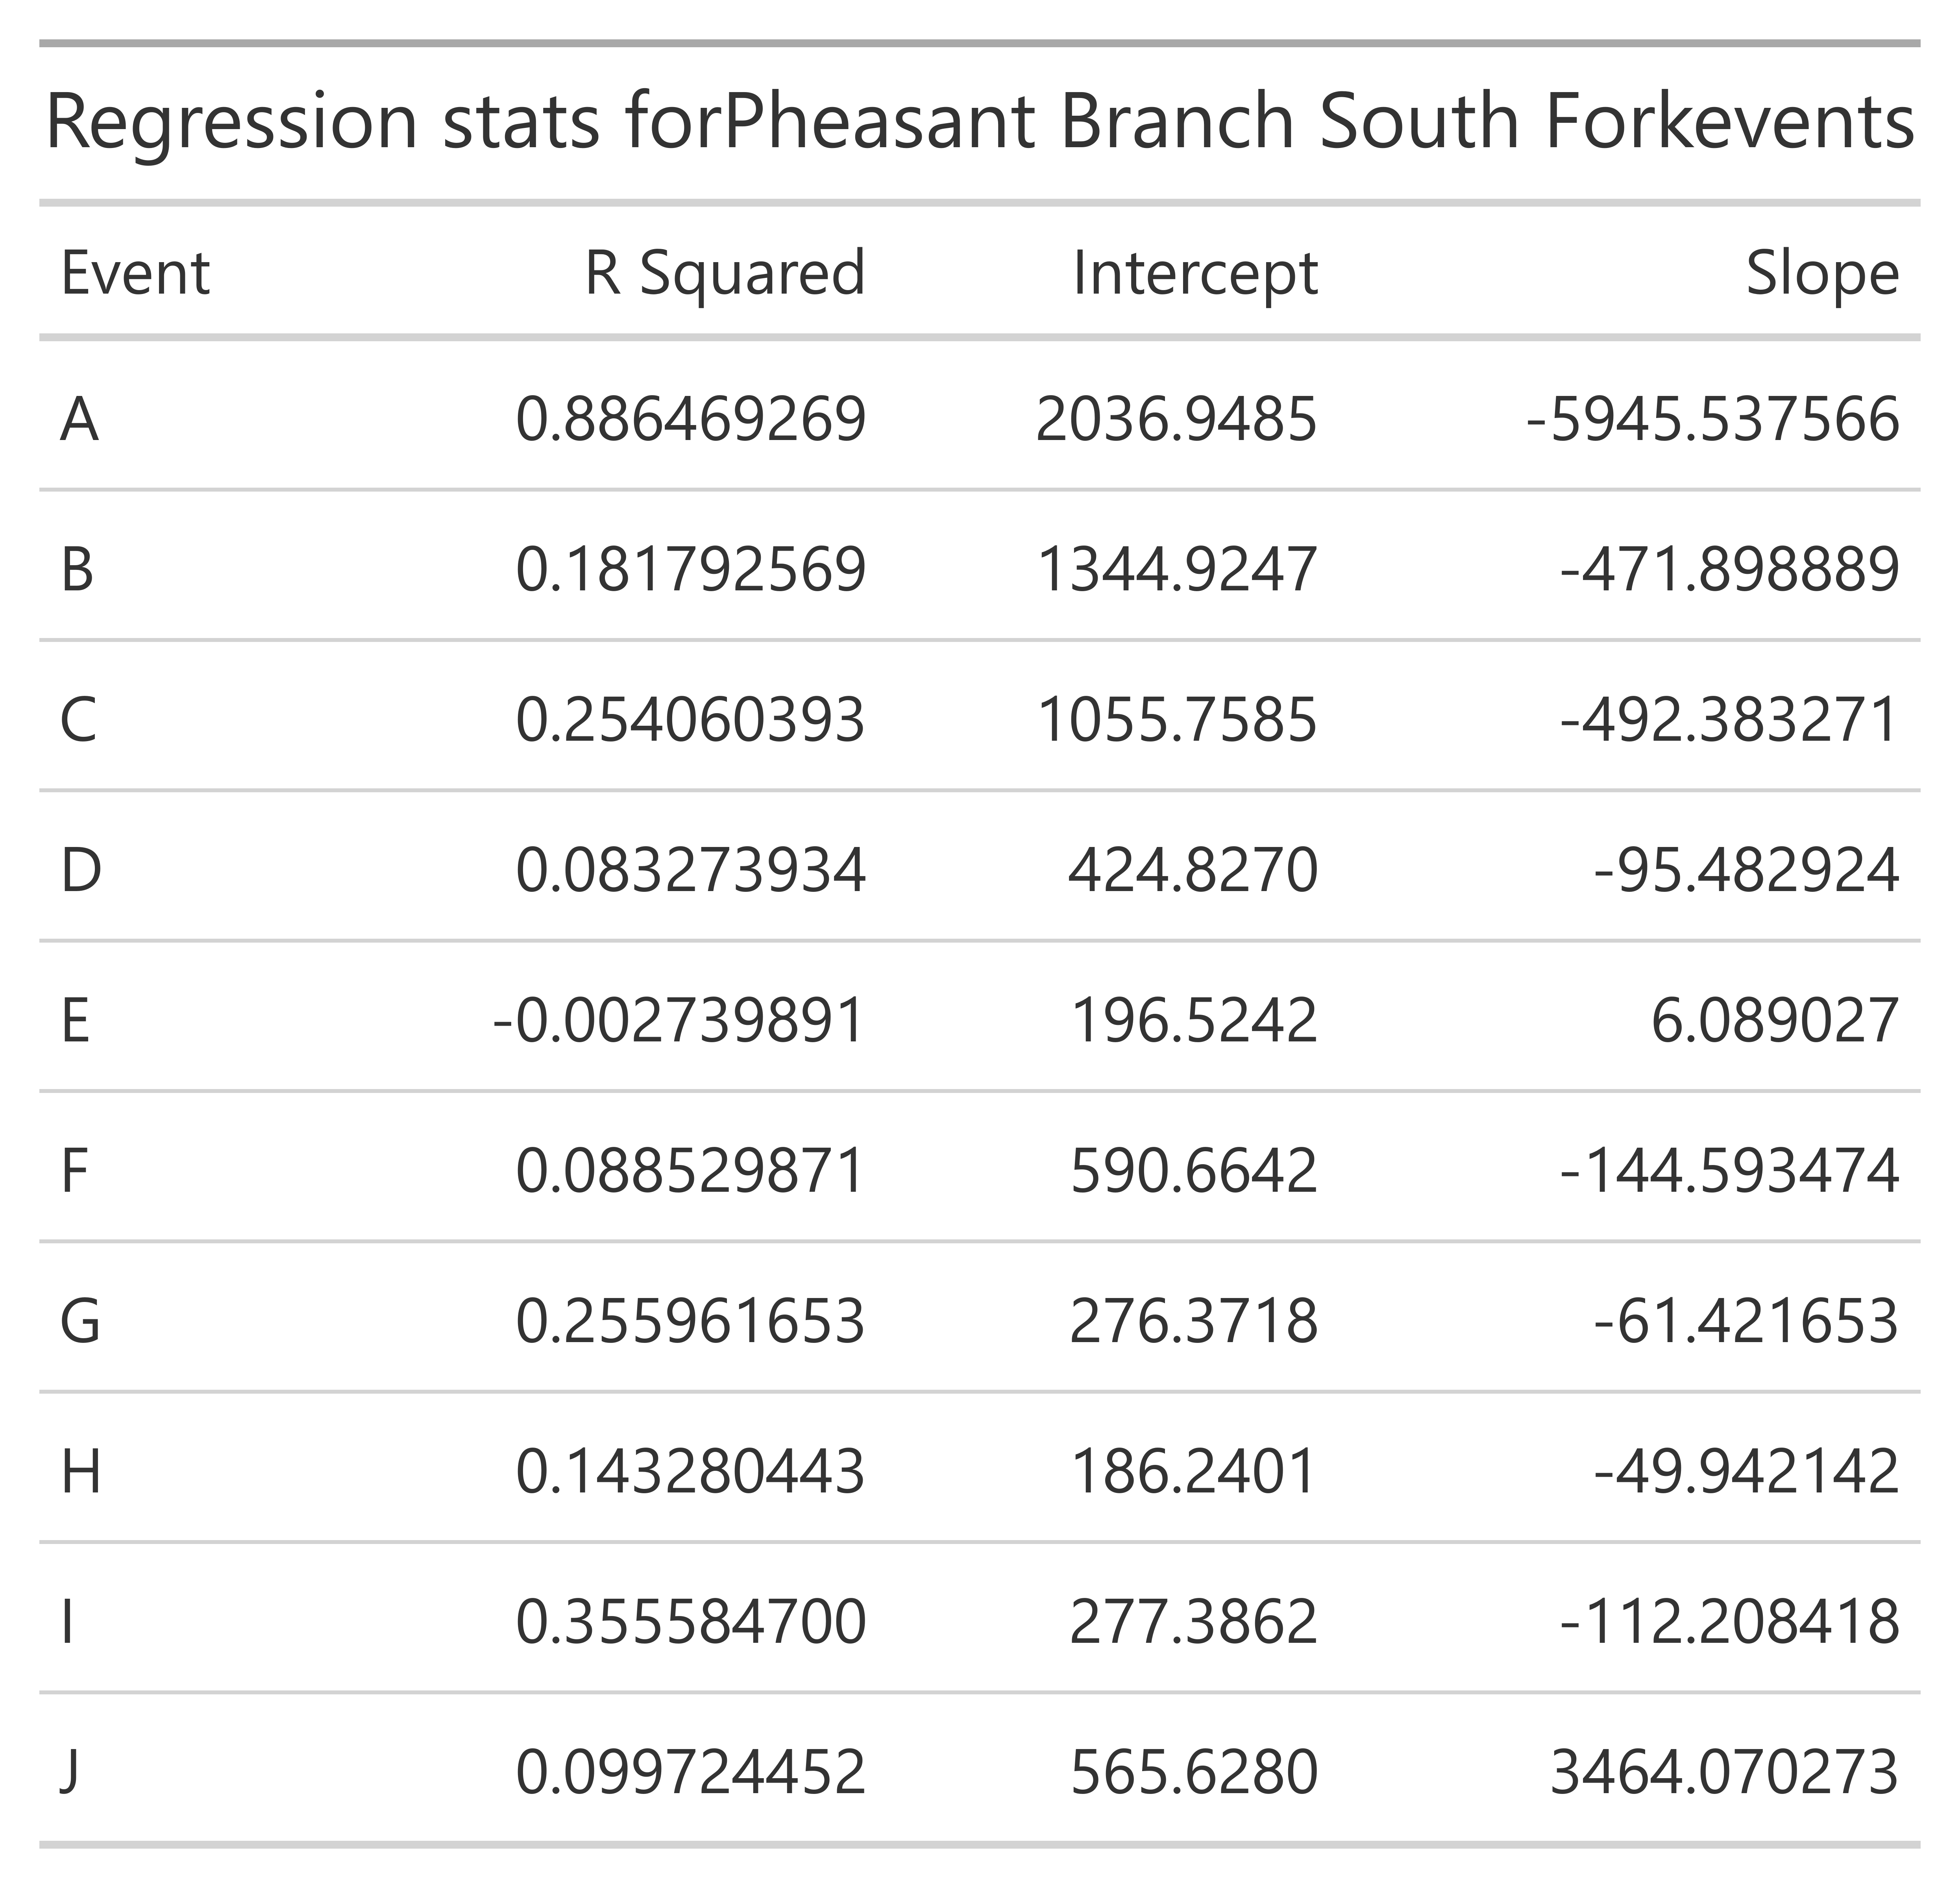 Regression stats forPheasant Branch South Forkevents
Event R Squared Intercept Slope
A 0.886469269 2036.9485 -5945.537566
B 0.181792569 1344.9247 -471.898889
C 0.254060393 1055.7585 -492.383271
D 0.083273934 424.8270 -95.482924
E -0.002739891 196.5242 6.089027
F 0.088529871 590.6642 -144.593474
G 0.255961653 276.3718 -61.421653
H 0.143280443 186.2401 -49.942142
I 0.355584700 277.3862 -112.208418
J 0.099724452 565.6280 3464.070273